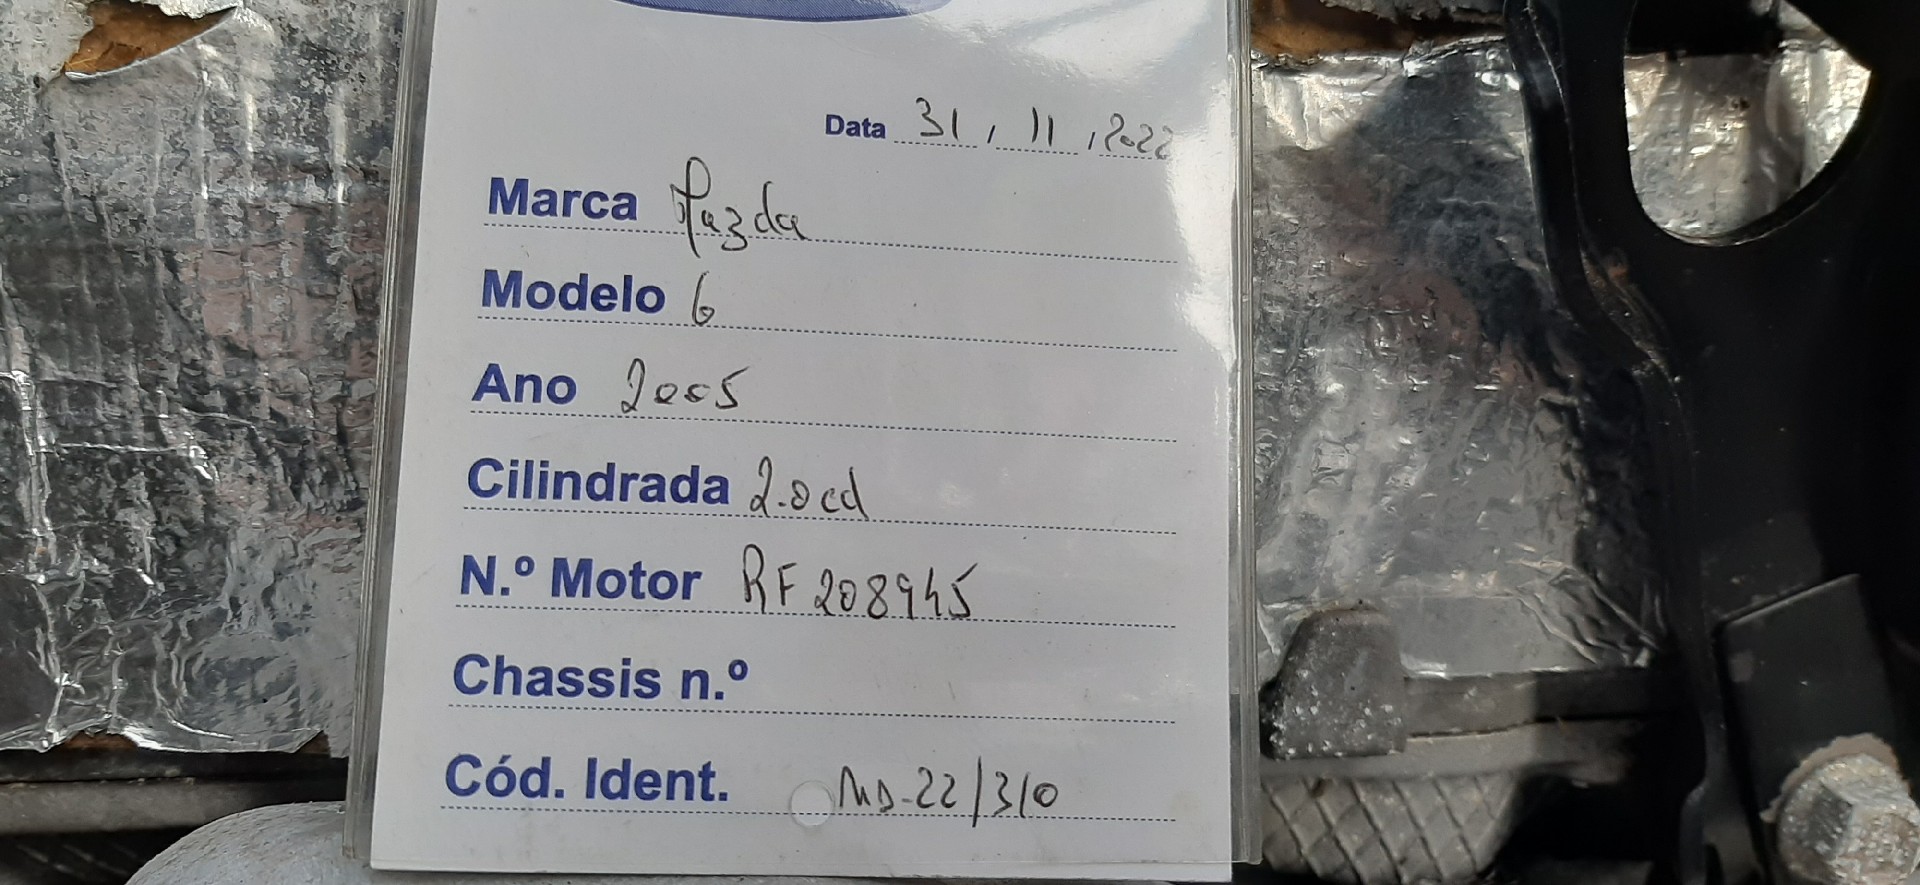 Data 31 / 11 / 2022
Marca Mazda
Modelo 6
Ano 2005
Cilindrada 2.0cd
N.º Motor RF 208945
Chassis n.º
Cód. Ident. MD-22/310